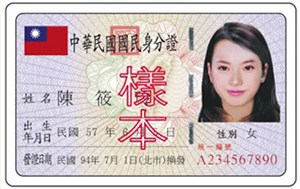 中華民國國民身分證
樣本
姓名 陳筱
出生年月日 民國 57 年 6
性別 女
統一編號
發證日期 民國 94年 7月 1日(北市)換發
A234567890